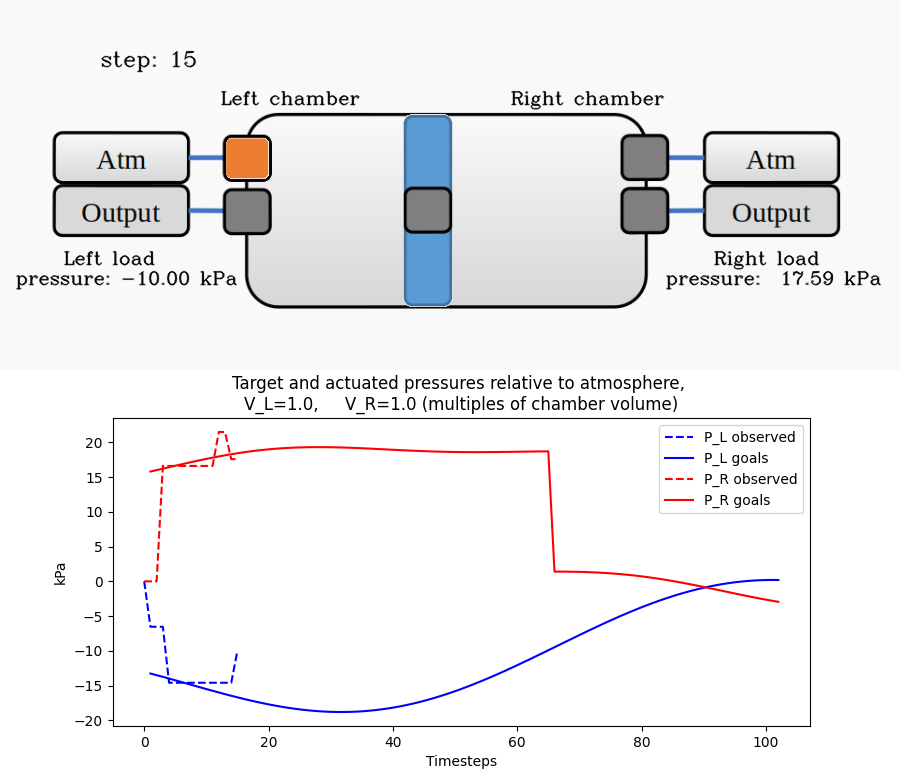 step: 15
Left chamber
Right chamber
Atm
Atm
Output
Output
Left load
pressure: −10.00 kPa
Right load
pressure: 17.59 kPa
Target and actuated pressures relative to atmosphere,
V_L=1.0, V_R=1.0 (multiples of chamber volume)
P_L observed
P_L goals
P_R observed
P_R goals
20
15
10
5
0
−5
−10
−15
−20
kPa
0
20
40
60
80
100
Timesteps